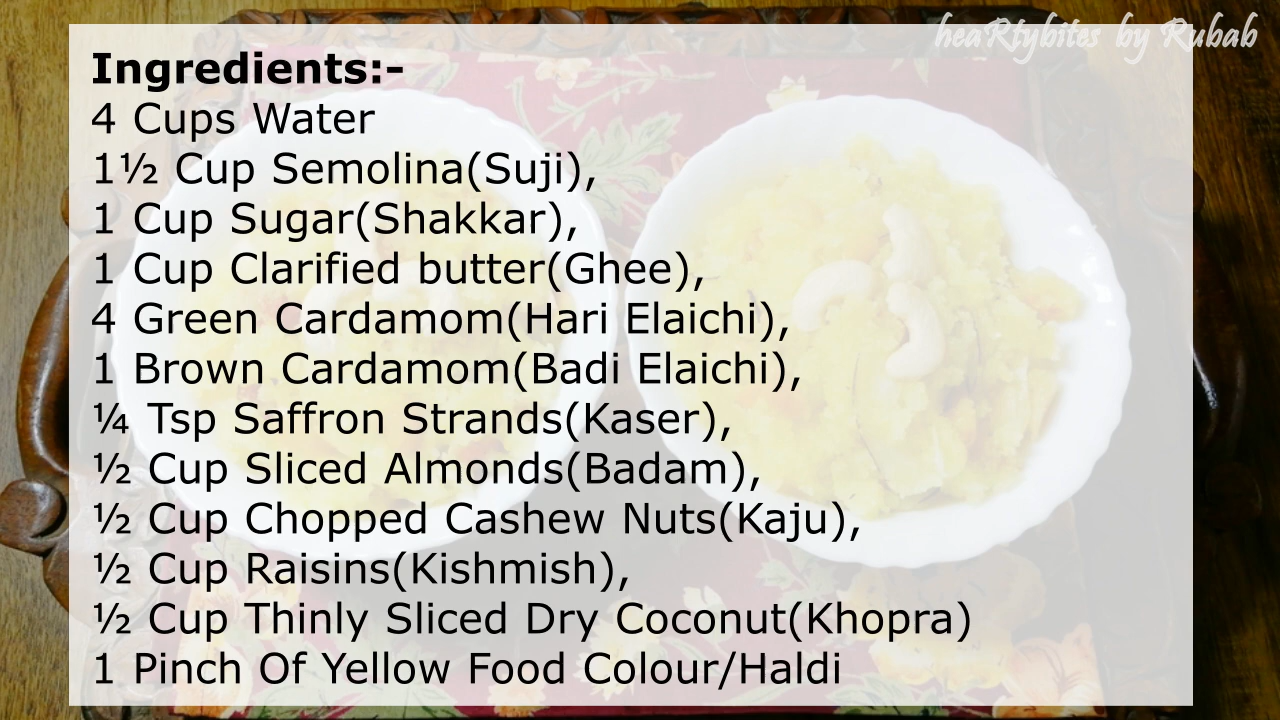 heaRtybites by Rubab
Ingredients:-
4 Cups Water
1½ Cup Semolina(Suji),
1 Cup Sugar(Shakkar),
1 Cup Clarified butter(Ghee),
4 Green Cardamom(Hari Elaichi),
1 Brown Cardamom(Badi Elaichi),
¼ Tsp Saffron Strands(Kaser),
½ Cup Sliced Almonds(Badam),
½ Cup Chopped Cashew Nuts(Kaju),
½ Cup Raisins(Kishmish),
½ Cup Thinly Sliced Dry Coconut(Khopra)
1 Pinch Of Yellow Food Colour/Haldi